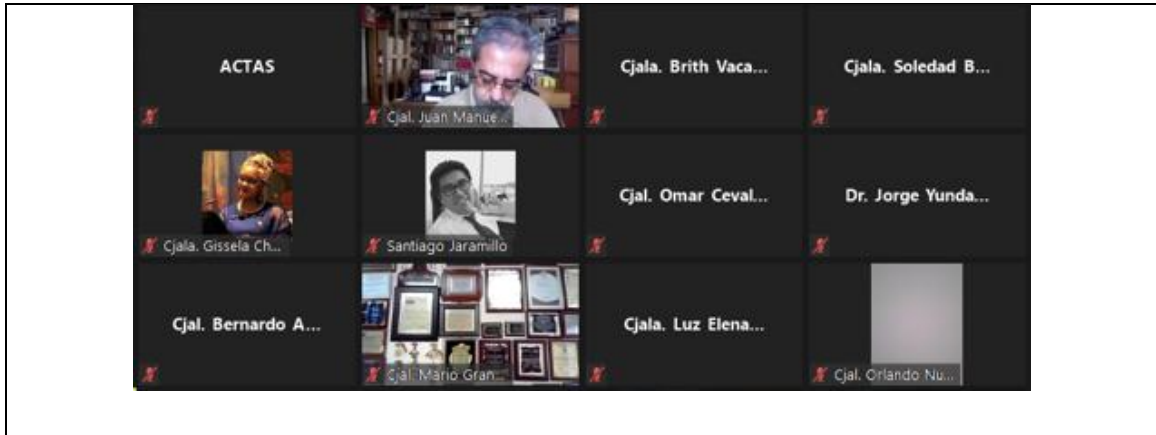 ACTAS
Cjal. Juan Manue...
Cjala. Brith Vaca...
Cjala. Soledad B...
Cjala. Gissela Ch...
Santiago Jaramillo
Cjal. Omar Ceval...
Dr. Jorge Yunda...
Cjal. Bernardo A...
Cjal. Mario Gran...
Cjala. Luz Elena...
Cjal. Orlando Nu...